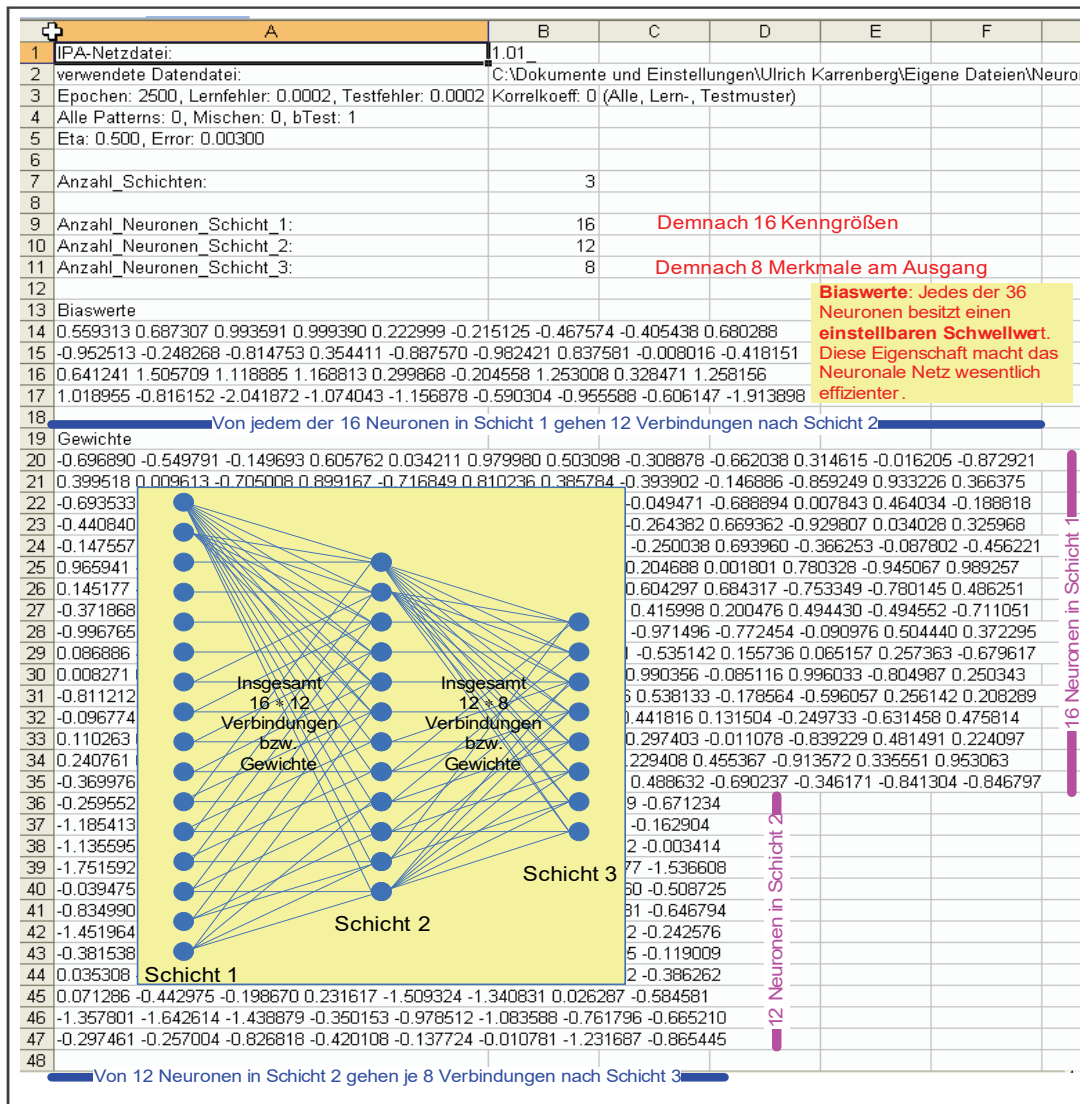 A B C D E F
1 IPA-Netzdatei: 1.01_
2 verwendete Datendatei: C:\Dokumente und Einstellungen\Ulrich Karrenberg\Eigene Dateien\Neuro
3 Epochen: 2500, Lernfehler: 0.0002, Testfehler: 0.0002 Korrelkoeff: 0 (Alle, Lern-, Testmuster)
4 Alle Patterns: 0, Mischen: 0, bTest: 1
5 Eta: 0.500, Error: 0.00300
6
7 Anzahl_Schichten: 3
8
9 Anzahl_Neuronen_Schicht_1: 16 Demnach 16 Kenngrößen
10 Anzahl_Neuronen_Schicht_2: 12
11 Anzahl_Neuronen_Schicht_3: 8 Demnach 8 Merkmale am Ausgang
12
Biaswerte: Jedes der 36
Neuronen besitzt einen
einstellbaren Schwellwert.
Diese Eigenschaft macht das
Neuronale Netz wesentlich
effizienter.
13 Biaswerte
14 0.559313 0.687307 0.993591 0.999390 0.222999 -0.215125 -0.467574 -0.405438 0.680288
15 -0.952513 -0.248268 -0.814753 0.354411 -0.887570 -0.982421 0.837581 -0.008016 -0.418151
16 0.641241 1.505709 1.118885 1.168813 0.299868 -0.204558 1.253008 0.328471 1.258156
17 1.018955 -0.816152 -2.041872 -1.074043 -1.156878 -0.590304 -0.955588 -0.606147 -1.913898
18
Von jedem der 16 Neuronen in Schicht 1 gehen 12 Verbindungen nach Schicht 2
19 Gewichte
20 -0.696890 -0.549791 -0.149693 0.605762 0.034211 0.979980 0.503098 -0.308878 -0.662038 0.314615 -0.016205 -0.872921
21 0.399518 0.009613 -0.705008 0.899167 -0.716849 0.810236 0.385784 -0.393902 -0.146886 -0.859249 0.933226 0.366375
22 -0.693533 -0.049471 -0.688894 0.007843 0.464034 -0.188818
23 -0.440840 -0.264382 0.669362 -0.929807 0.034028 0.325968
24 -0.147557 -0.250038 0.693960 -0.366253 -0.087802 -0.456221
25 0.965941 0.204688 0.001801 0.780328 -0.945067 0.989257
26 0.145177 0.604297 0.684317 -0.753349 -0.780145 0.486251
27 -0.371868 0.415998 0.200476 0.494430 -0.494552 -0.711051
28 -0.996765 -0.971496 -0.772454 -0.090976 0.504440 0.372295
29 0.086886 -0.535142 0.155736 0.065157 0.257363 -0.679617
30 0.008271 0.990356 -0.085116 0.996033 -0.804987 0.250343
31 -0.811212 0.538133 -0.178564 -0.596057 0.256142 0.208289
32 -0.096774 0.441816 0.131504 -0.249733 -0.631458 0.475814
33 0.110263 0.297403 -0.011078 -0.839229 0.481491 0.224097
34 0.240761 .229408 0.455367 -0.913572 0.335551 0.953063
35 -0.369976 0.488632 -0.690237 -0.346171 -0.841304 -0.846797
16 Neuronen in Schicht 1
36 -0.259552 9 -0.671234
37 -1.185413 -0.162904
38 -1.135595 2 -0.003414
39 -1.751592 77 -1.536608
40 -0.039475 60 -0.508725
41 -0.834990 81 -0.646794
42 -1.451964 2 -0.242576
43 -0.381538 5 -0.119009
44 0.035308 2 -0.386262
45 0.071286 -0.442975 -0.198670 0.231617 -1.509324 -1.340831 0.026287 -0.584581
46 -1.357801 -1.642614 -1.438879 -0.350153 -0.978512 -1.083588 -0.761796 -0.665210
47 -0.297461 -0.257004 -0.826818 -0.420108 -0.137724 -0.010781 -1.231687 -0.865445
48
12 Neuronen in Schicht 2
Insgesamt
16 * 12
Verbindungen
bzw.
Gewichte
Insgesamt
12 * 8
Verbindungen
bzw.
Gewichte
Schicht 1
Schicht 2
Schicht 3
Von 12 Neuronen in Schicht 2 gehen je 8 Verbindungen nach Schicht 3